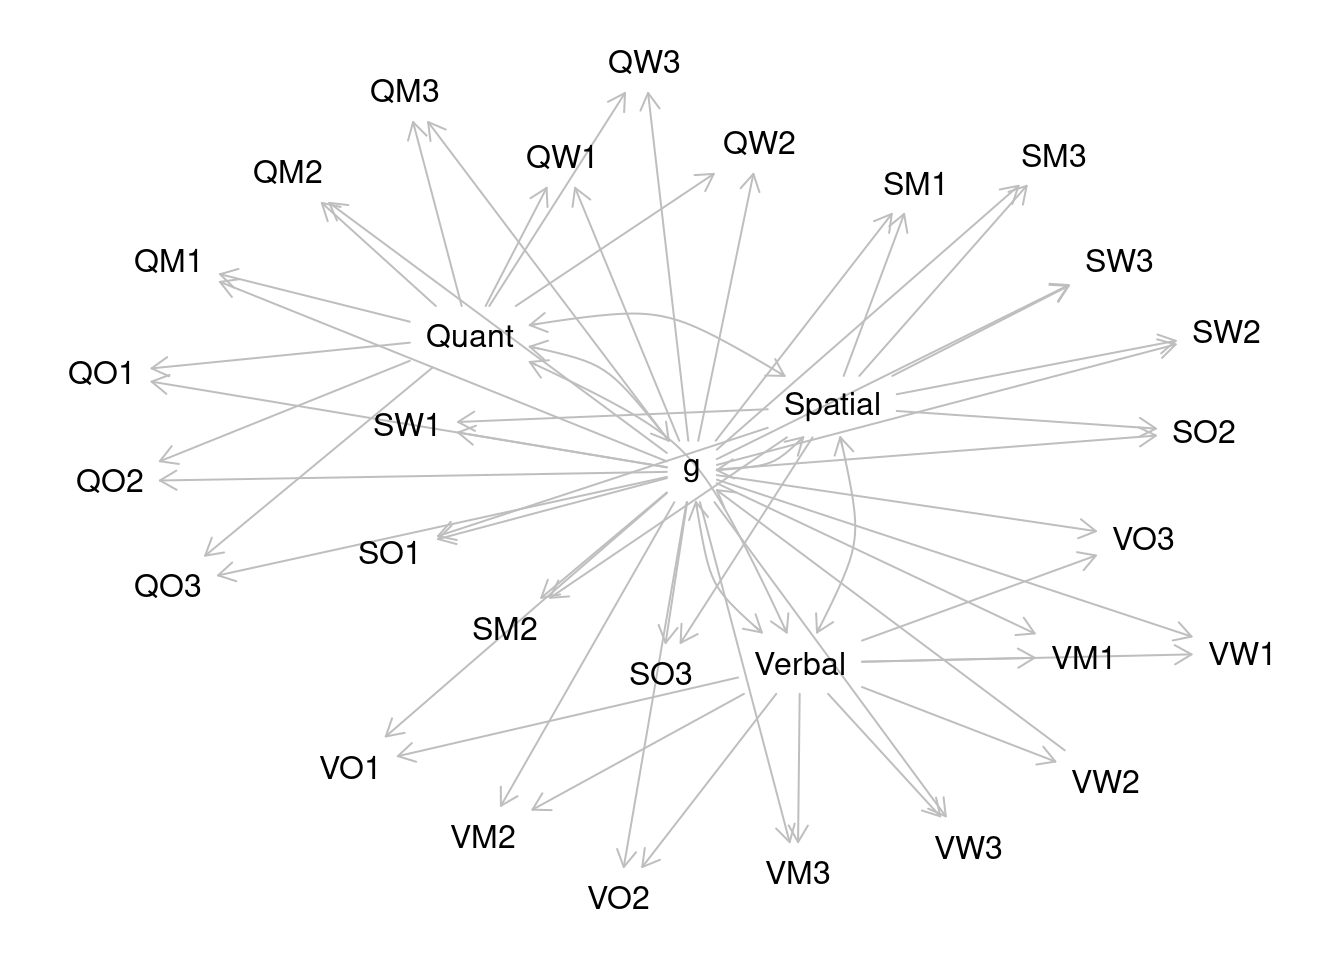 QW3
QM3
QW2
QW1
SM3
QM2
SM1
QM1
SW3
SW2
Quant
QO1
Spatial
SW1
SO2
g
QO2
VO3
SO1
QO3
SM2
VW1
VM1
Verbal
SO3
VO1
VW2
VM2
VW3
VM3
VO2